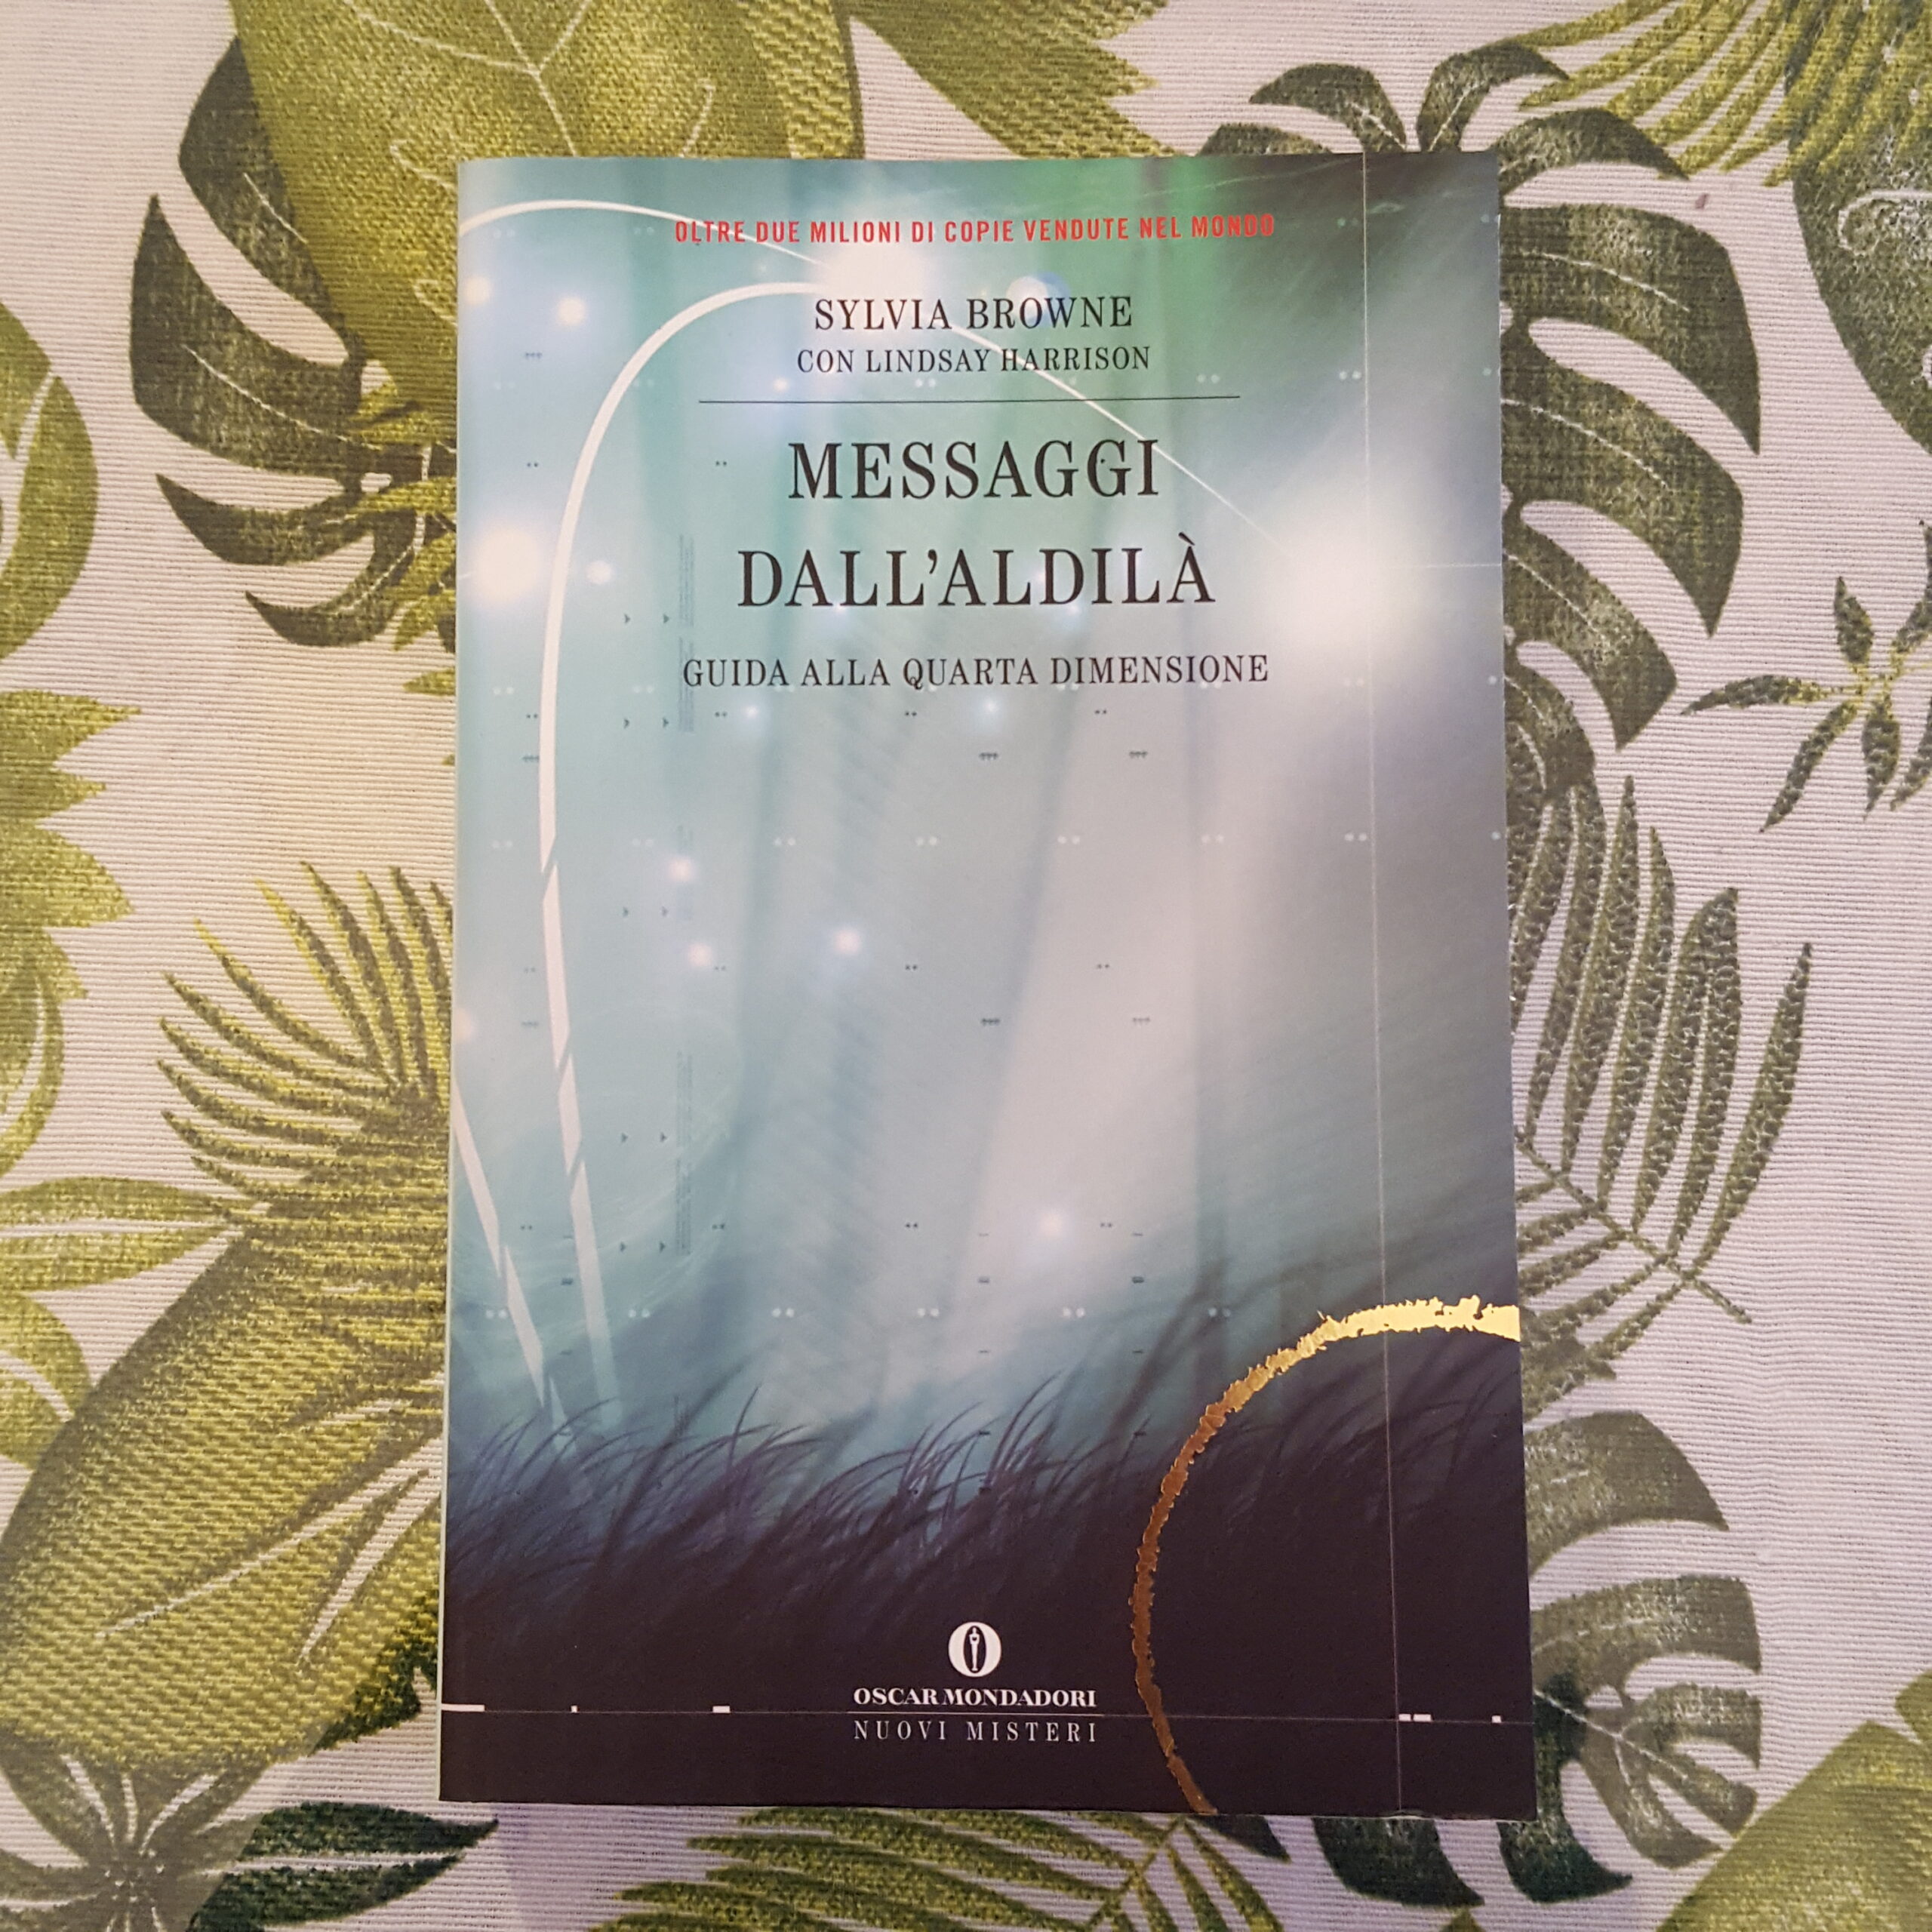 OLTRE DUE MILIONI DI COPIE VENDUTE NEL MONDO
SYLVIA BROWNE
CON LINDSAY HARRISON
MESSAGGI
DALL'ALDILÀ
GUIDA ALLA QUARTA DIMENSIONE
OSCAR MONDADORI
NUOVI MISTERI